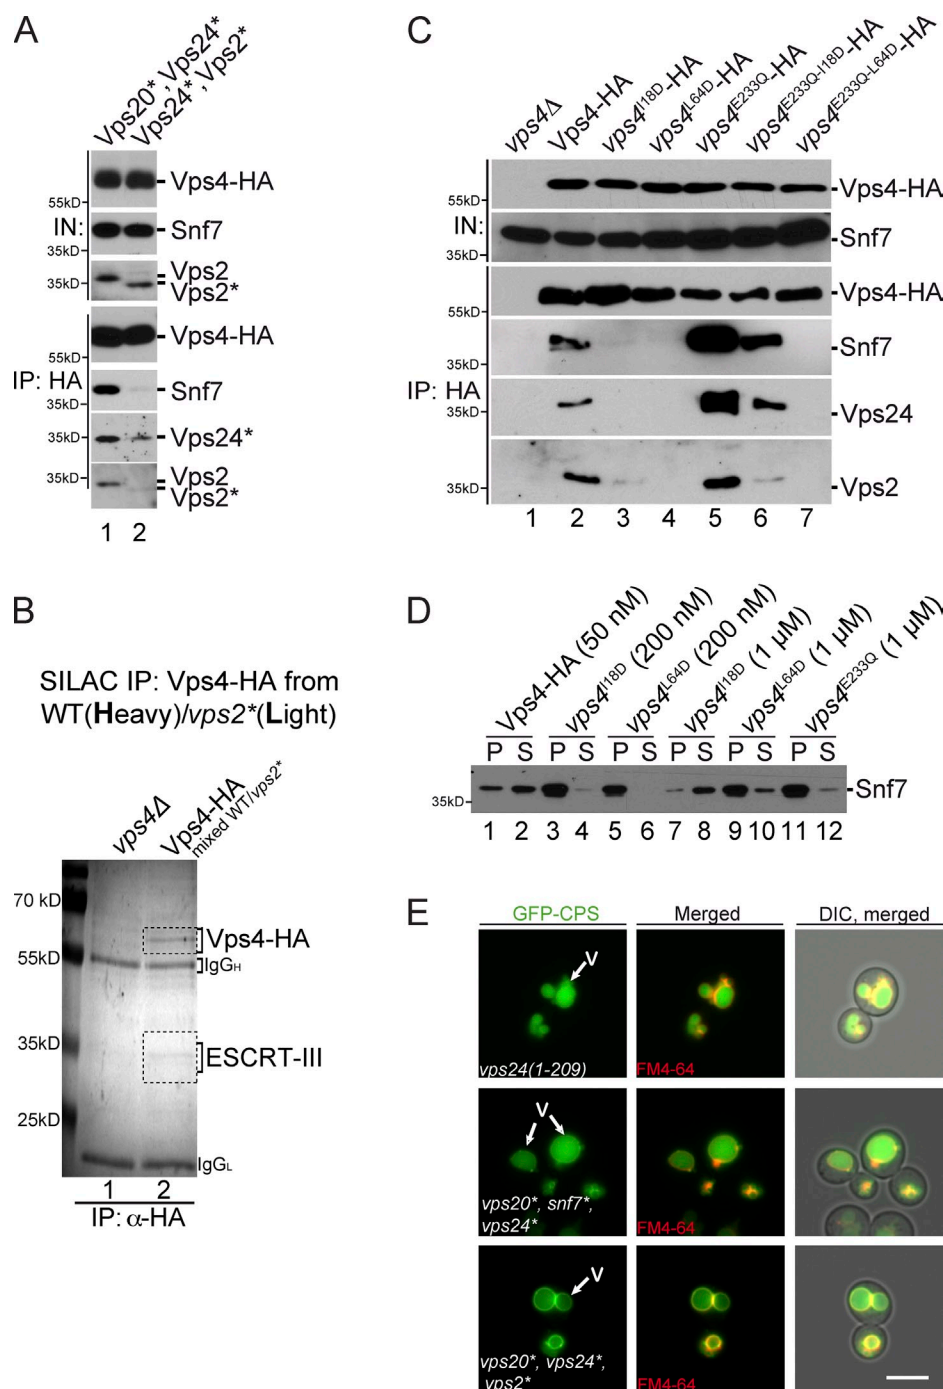 A
Vps20*,Vps24*
Vps24*,Vps2*
Vps4-HA
55kD
IN:
Snf7
35kD
Vps2
35kD
Vps2*
Vps4-HA
55kD
IP: HA
Snf7
35kD
35kD
Vps24*
35kD
Vps2
Vps2*
1 2
B
SILAC IP: Vps4-HA from
WT(Heavy)/vps2*(Light)
vps4Δ
Vps4-HA
mixed WT/vps2*
70 kD
Vps4-HA
55kD
IgGH
35kD
ESCRT-III
25kD
IgGL
1 2
IP: α-HA
C
vps4Δ
Vps4-HA
vps4I18D-HA
vps4L64D-HA
vps4E233Q-HA
vps4E233Q-I18D-HA
vps4E233Q-L64D-HA
Vps4-HA
55kD
IN:
Snf7
35kD
Vps4-HA
55kD
Snf7
35kD
IP: HA
Vps24
35kD
Vps2
35kD
1 2 3 4 5 6 7
D
Vps4-HA (50 nM)
vps4I18D (200 nM)
vps4L64D (200 nM)
vps4I18D (1 µM)
vps4L64D (1 µM)
vps4E233Q (1 µM)
P S P S P S P S P S P S
Snf7
35kD
1 2 3 4 5 6 7 8 9 10 11 12
E
GFP-CPS Merged DIC, merged
V
vps24(1-209) FM4-64
V
vps20*, snf7*,
vps24* FM4-64
V
vps20*, vps24*,
vps2* FM4-64